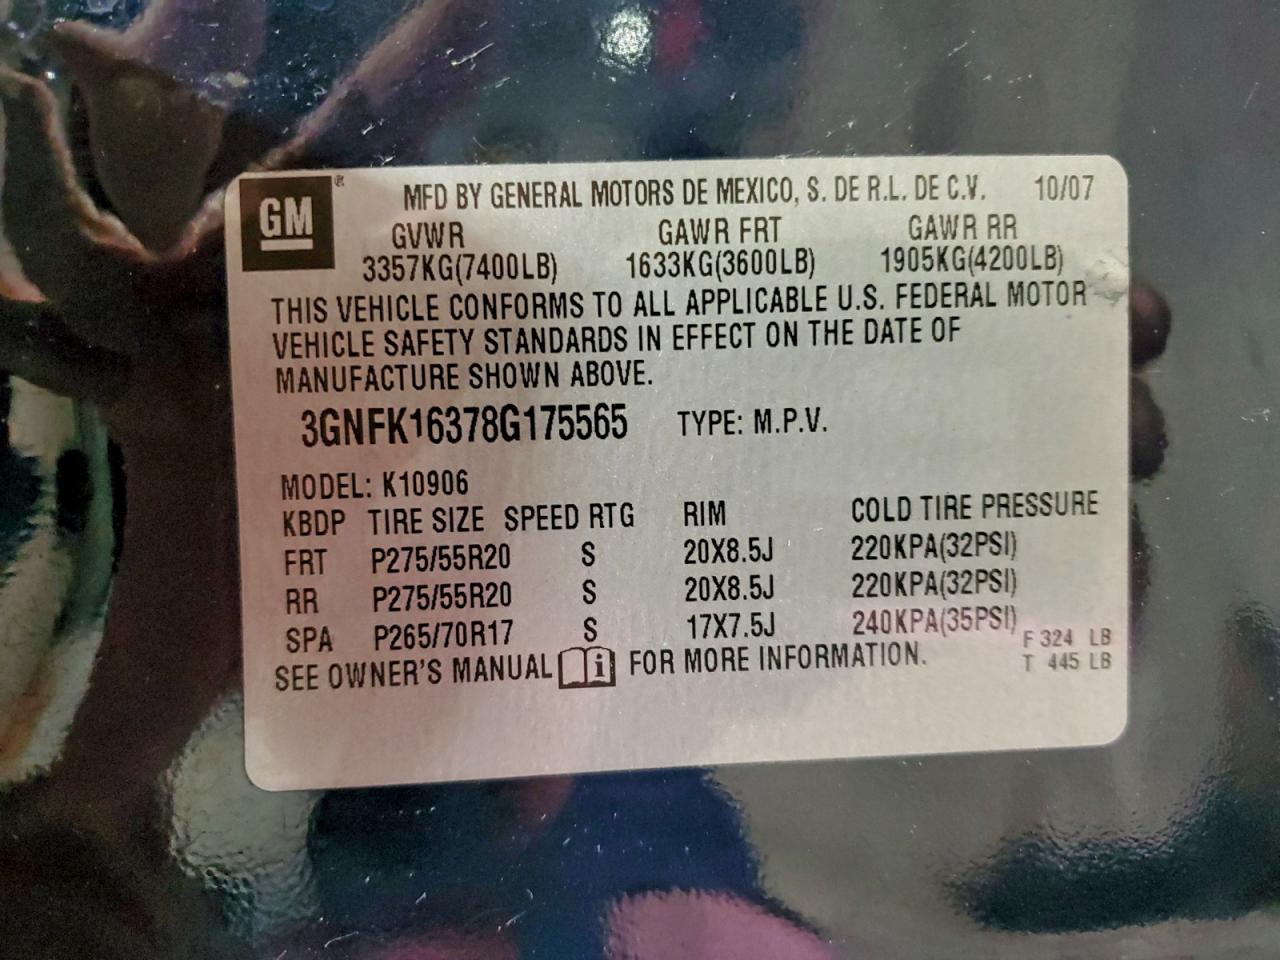 GM ® MFD BY GENERAL MOTORS DE MEXICO, S. DE R.L. DE C.V. 10/07
GVWR GAWR FRT GAWR RR
3357KG(7400LB) 1633KG(3600LB) 1905KG(4200LB)
THIS VEHICLE CONFORMS TO ALL APPLICABLE U.S. FEDERAL MOTOR
VEHICLE SAFETY STANDARDS IN EFFECT ON THE DATE OF
MANUFACTURE SHOWN ABOVE.
3GNFK16378G175565 TYPE: M.P.V.
MODEL: K10906
KBDP TIRE SIZE SPEED RTG RIM COLD TIRE PRESSURE
FRT P275/55R20 S 20X8.5J 220KPA(32PSI)
RR P275/55R20 S 20X8.5J 220KPA(32PSI)
SPA P265/70R17 S 17X7.5J 240KPA(35PSI)
F 324 LB
SEE OWNER'S MANUAL FOR MORE INFORMATION.
T 445 LB